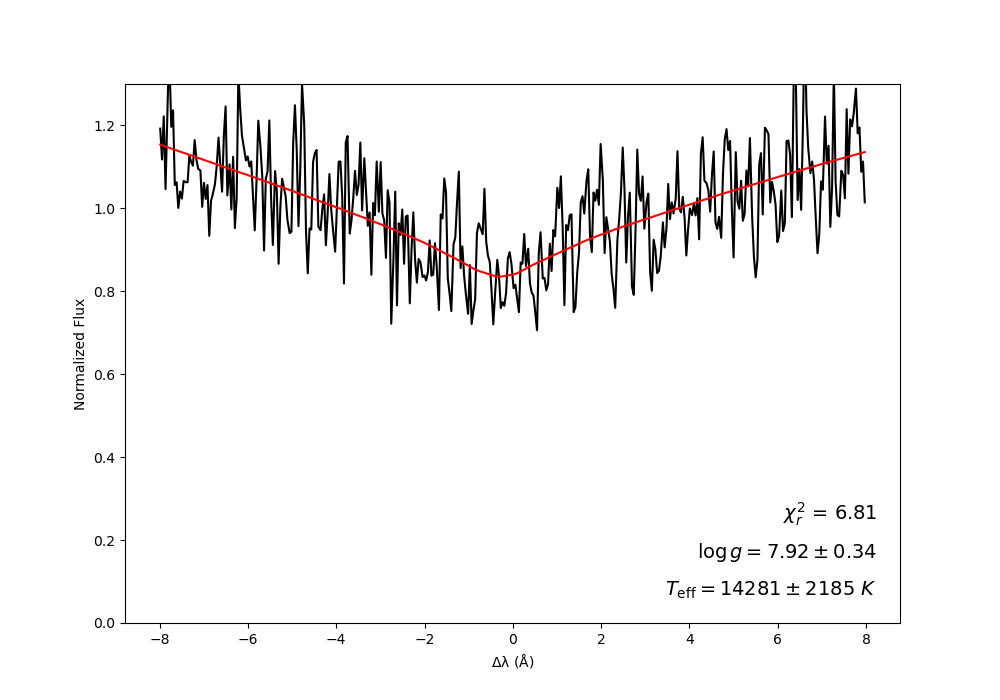 1.2
1.0
0.8
0.6
0.4
0.2
0.0
Normalized Flux
χ²ᵣ = 6.81
log g = 7.92 ± 0.34
T_eff = 14281 ± 2185 K
−8 −6 −4 −2 0 2 4 6 8
Δλ (Å)